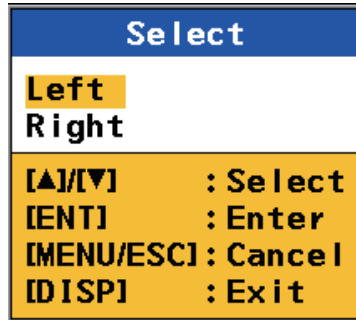 Select
Left
Right
[▲]/[▼] : Select
[ENT] : Enter
[MENU/ESC] : Cancel
[DISP] : Exit